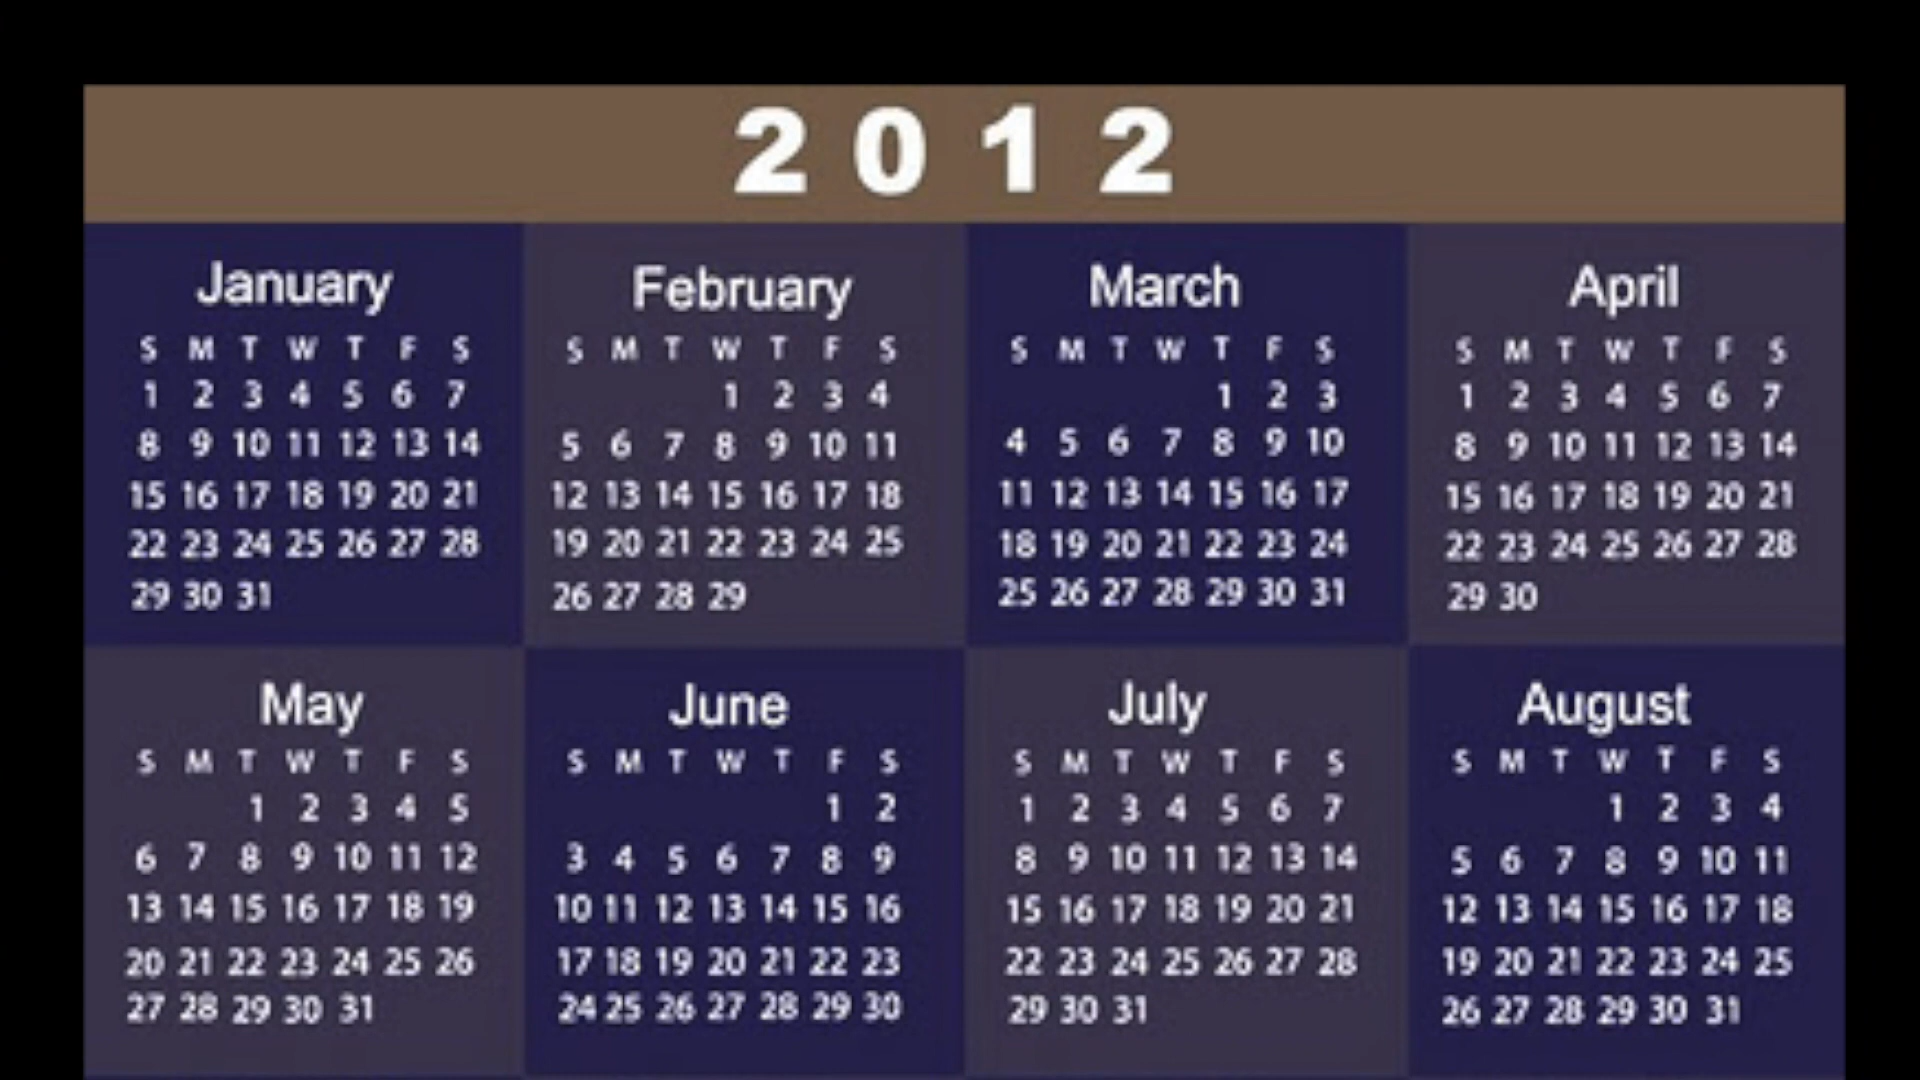 2012
January
S M T W T F S
1 2 3 4 5 6 7
8 9 10 11 12 13 14
15 16 17 18 19 20 21
22 23 24 25 26 27 28
29 30 31
February
S M T W T F S
1 2 3 4
5 6 7 8 9 10 11
12 13 14 15 16 17 18
19 20 21 22 23 24 25
26 27 28 29
March
S M T W T F S
1 2 3
4 5 6 7 8 9 10
11 12 13 14 15 16 17
18 19 20 21 22 23 24
25 26 27 28 29 30 31
April
S M T W T F S
1 2 3 4 5 6 7
8 9 10 11 12 13 14
15 16 17 18 19 20 21
22 23 24 25 26 27 28
29 30
May
S M T W T F S
1 2 3 4 5
6 7 8 9 10 11 12
13 14 15 16 17 18 19
20 21 22 23 24 25 26
27 28 29 30 31
June
S M T W T F S
1 2
3 4 5 6 7 8 9
10 11 12 13 14 15 16
17 18 19 20 21 22 23
24 25 26 27 28 29 30
July
S M T W T F S
1 2 3 4 5 6 7
8 9 10 11 12 13 14
15 16 17 18 19 20 21
22 23 24 25 26 27 28
29 30 31
August
S M T W T F S
1 2 3 4
5 6 7 8 9 10 11
12 13 14 15 16 17 18
19 20 21 22 23 24 25
26 27 28 29 30 31